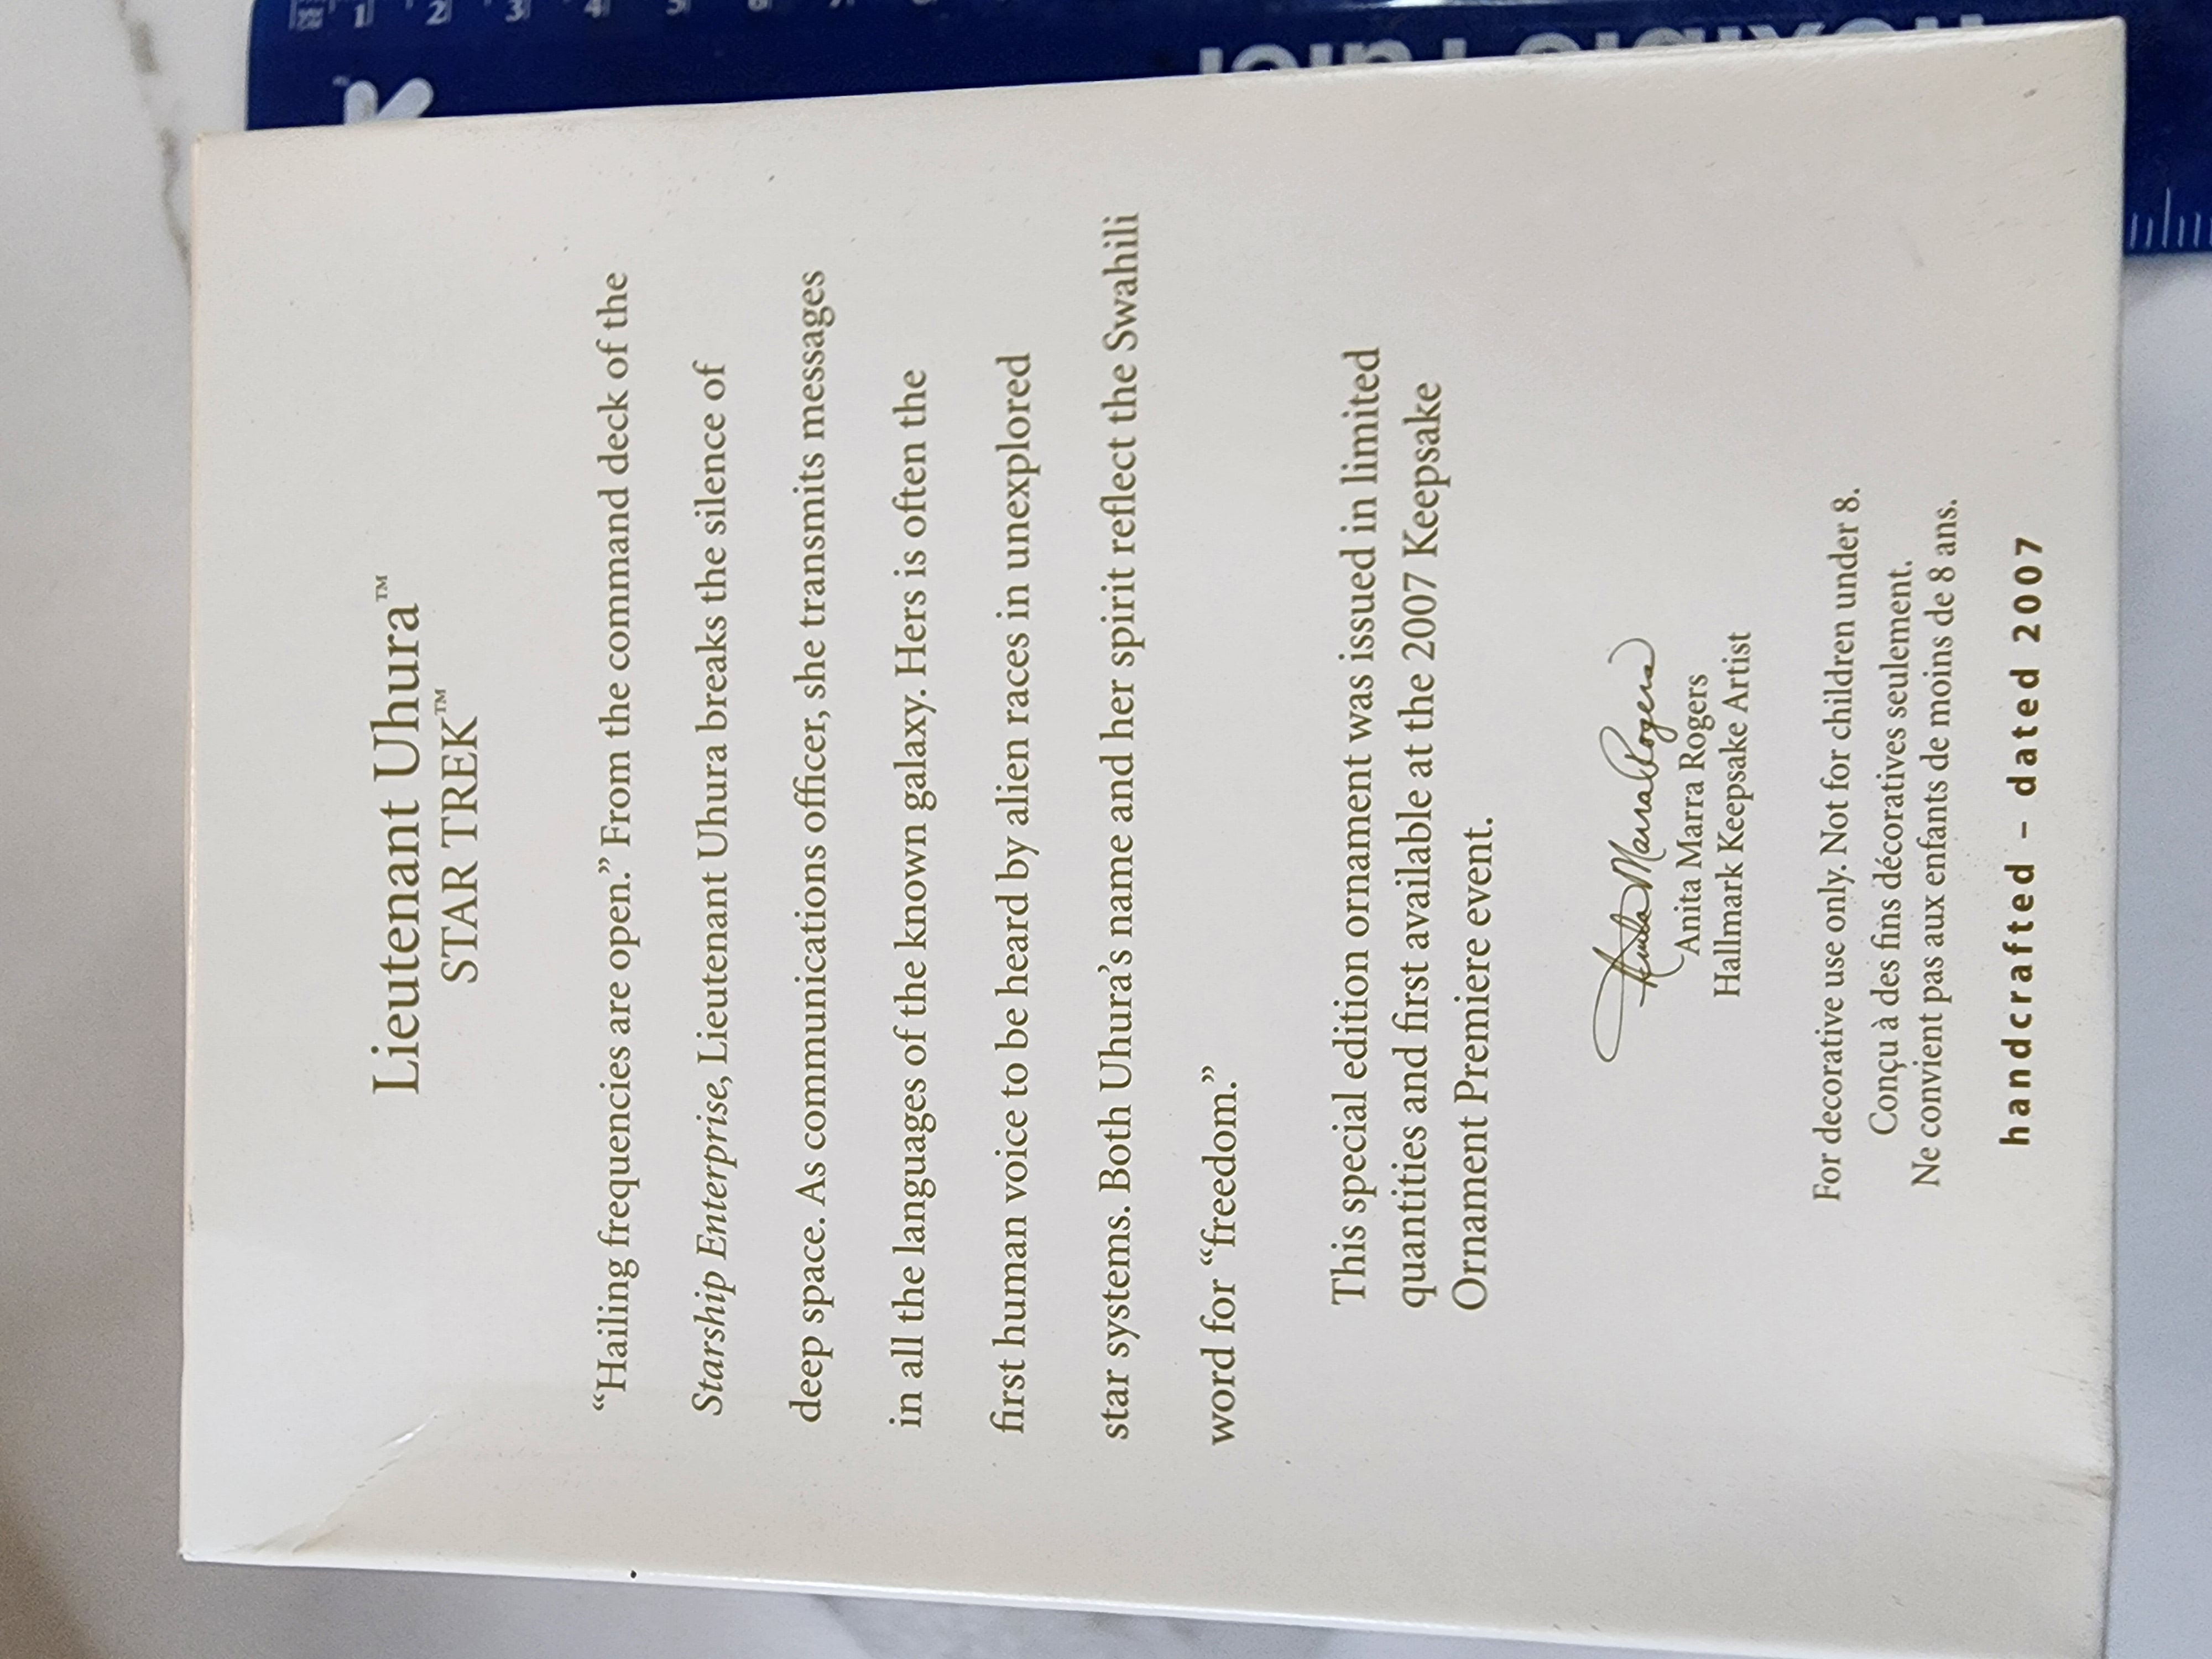 Lieutenant Uhura™
STAR TREK™
“Hailing frequencies are open.” From the command deck of the
Starship Enterprise, Lieutenant Uhura breaks the silence of
deep space. As communications officer, she transmits messages
in all the languages of the known galaxy. Hers is often the
first human voice to be heard by alien races in unexplored
star systems. Both Uhura’s name and her spirit reflect the Swahili
word for “freedom.”
This special edition ornament was issued in limited
quantities and first available at the 2007 Keepsake
Ornament Premiere event.
Anita Marra Rogers
Anita Marra Rogers
Hallmark Keepsake Artist
For decorative use only. Not for children under 8.
Conçu à des fins décoratives seulement.
Ne convient pas aux enfants de moins de 8 ans.
handcrafted – dated 2007
1 2 3 4 5 6